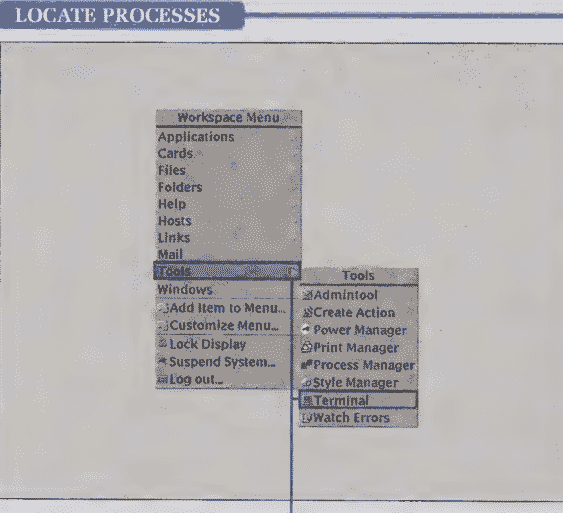 LOCATE PROCESSES
Workspace Menu
Applications
Cards
Files
Folders
Help
Hosts
Links
Mail
Tools
Windows
Add Item to Menu...
Customize Menu...
Lock Display
Suspend System...
Log out...
Tools
Admintool
Create Action
Power Manager
Print Manager
Process Manager
Style Manager
Terminal
Watch Errors